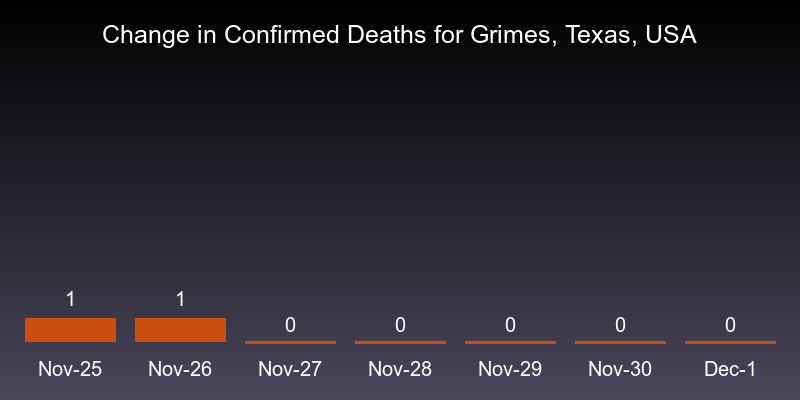 Change in Confirmed Deaths for Grimes, Texas, USA
1 1 0 0 0 0 0
Nov-25 Nov-26 Nov-27 Nov-28 Nov-29 Nov-30 Dec-1